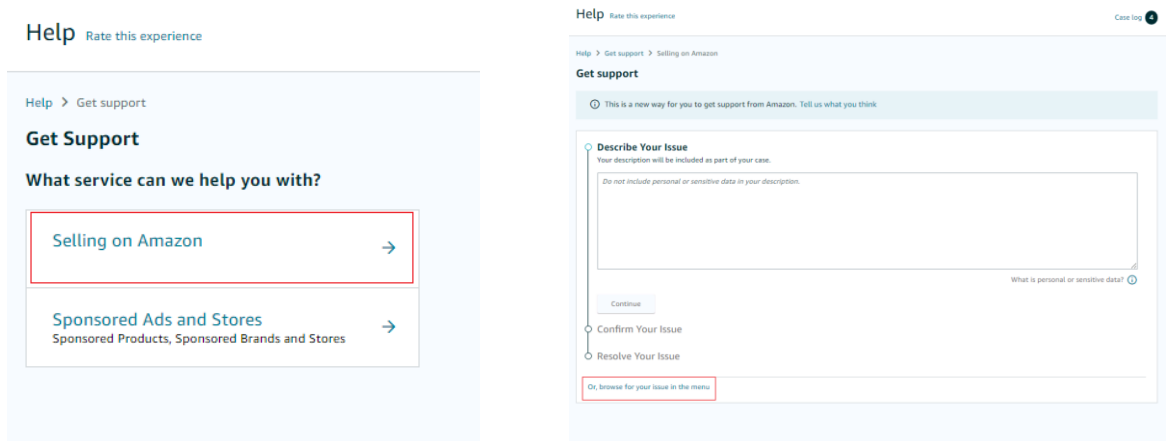 Help Rate this experience
Help > Get support
Get Support
What service can we help you with?
Selling on Amazon
Sponsored Ads and Stores
Sponsored Products, Sponsored Brands and Stores
Help Rate this experience
Case log 4
Help > Get support > Selling on Amazon
Get support
This is a new way for you to get support from Amazon. Tell us what you think
Describe Your Issue
Your description will be included as part of your case.
Do not include personal or sensitive data in your description.
What is personal or sensitive data?
Continue
Confirm Your Issue
Resolve Your Issue
Or, browse for your issue in the menu